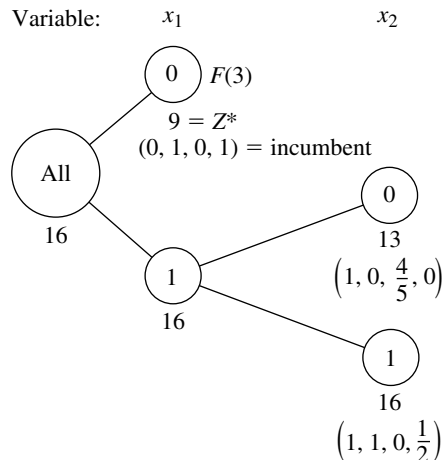 Variable: x₁ x₂
0 F(3)
9 = Z*
(0, 1, 0, 1) = incumbent
All
16
0
13
(1, 0, 4/5, 0)
1
16
1
16
(1, 1, 0, 1/2)